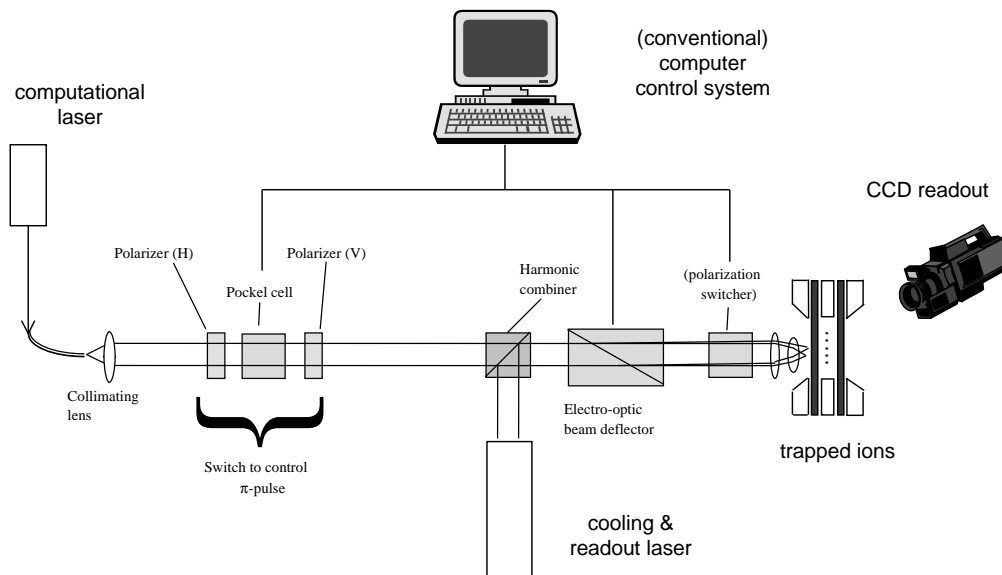 (conventional)
computer
control system
computational
laser
CCD readout
Polarizer (H)
Polarizer (V)
Pockel cell
Harmonic
combiner
(polarization
switcher)
Collimating
lens
Electro-optic
beam deflector
trapped ions
Switch to control
π-pulse
cooling &
readout laser